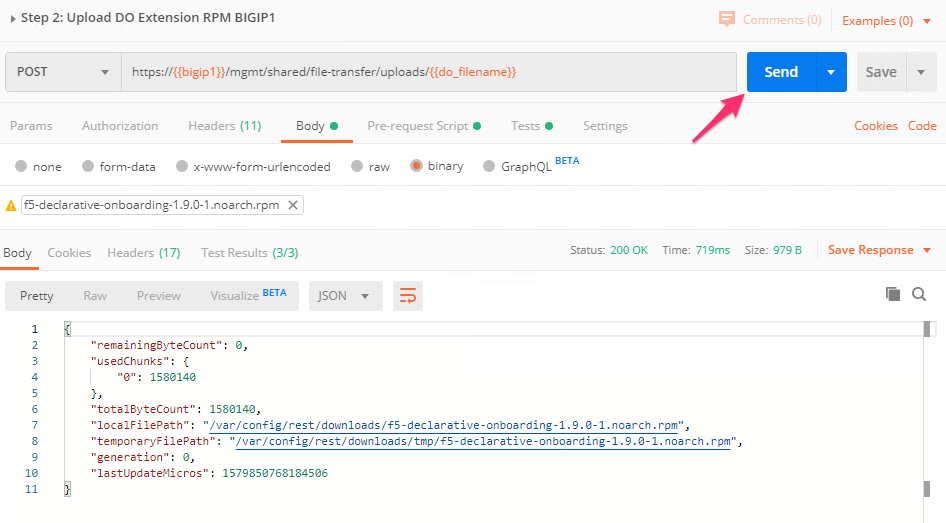 Step 2: Upload DO Extension RPM BIGIP1
Comments (0)
Examples (0)
POST
https://{{bigip1}}/mgmt/shared/file-transfer/uploads/{{do_filename}}
Send
Save
Params
Authorization
Headers (11)
Body
Pre-request Script
Tests
Settings
Cookies
Code
none
form-data
x-www-form-urlencoded
raw
binary
GraphQL BETA
f5-declarative-onboarding-1.9.0-1.noarch.rpm
Body
Cookies
Headers (17)
Test Results (3/3)
Status: 200 OK
Time: 719ms
Size: 979 B
Save Response
Pretty
Raw
Preview
Visualize BETA
JSON
1 {
2 "remainingByteCount": 0,
3 "usedChunks": {
4 "0": 1580140
5 },
6 "totalByteCount": 1580140,
7 "localFilePath": "/var/config/rest/downloads/f5-declarative-onboarding-1.9.0-1.noarch.rpm",
8 "temporaryFilePath": "/var/config/rest/downloads/tmp/f5-declarative-onboarding-1.9.0-1.noarch.rpm",
9 "generation": 0,
10 "lastUpdateMicros": 1579850768184506
11 }